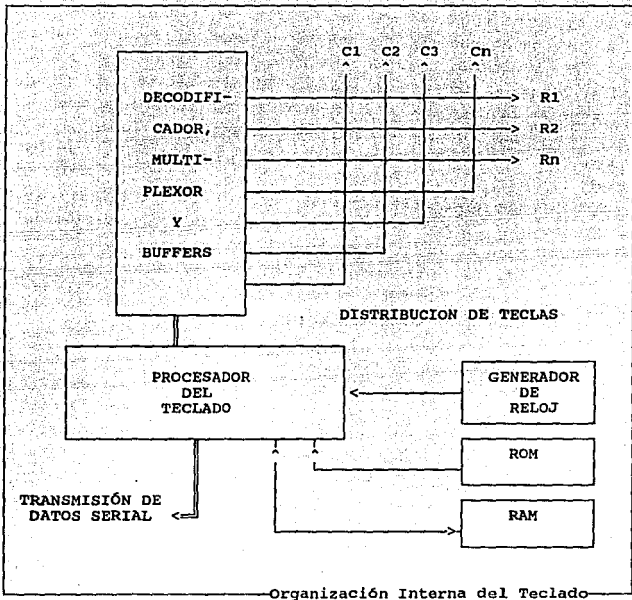 C1 C2 C3 Cn
DECODIFI-
CADOR,
MULTI-
PLEXOR
Y
BUFFERS
R1
R2
Rn
DISTRIBUCION DE TECLAS
PROCESADOR
DEL
TECLADO
GENERADOR
DE
RELOJ
ROM
RAM
TRANSMISIÓN DE
DATOS SERIAL
Organización Interna del Teclado